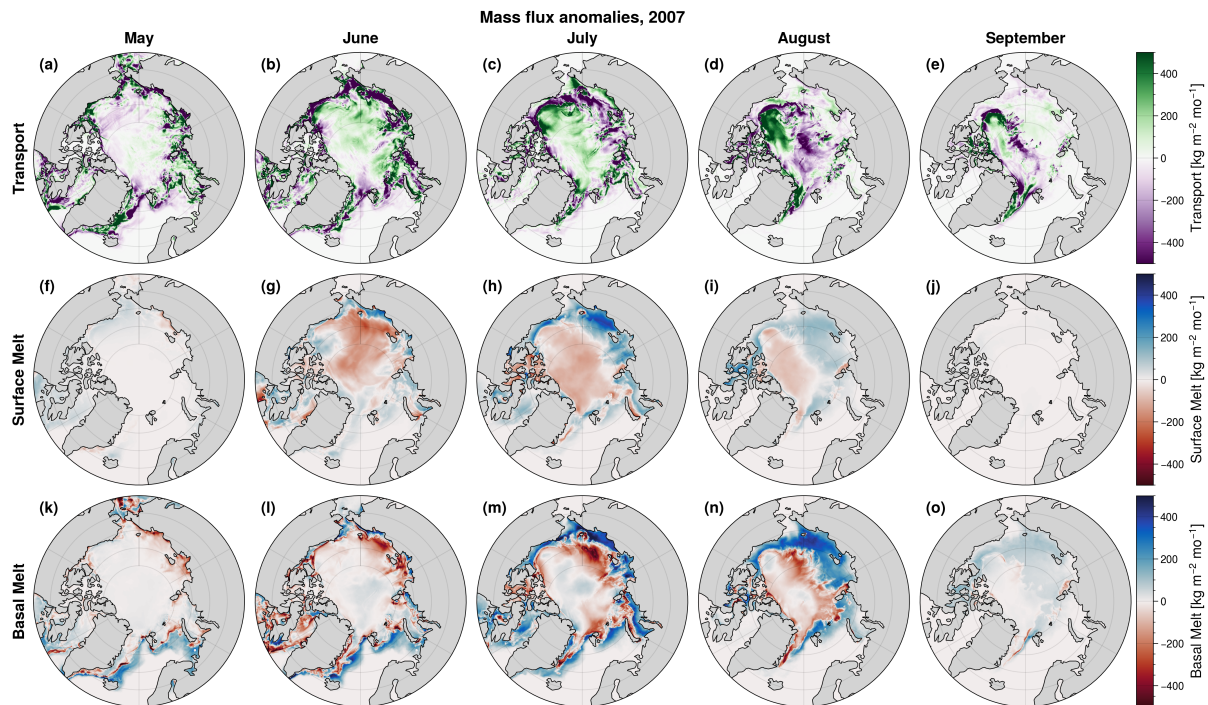 Mass flux anomalies, 2007
May June July August September
Transport
(a) (b) (c) (d) (e)
400
200
0
−200
−400
Transport [kg m⁻² mo⁻¹]
Surface Melt
(f) (g) (h) (i) (j)
400
200
0
−200
−400
Surface Melt [kg m⁻² mo⁻¹]
Basal Melt
(k) (l) (m) (n) (o)
400
200
0
−200
−400
Basal Melt [kg m⁻² mo⁻¹]